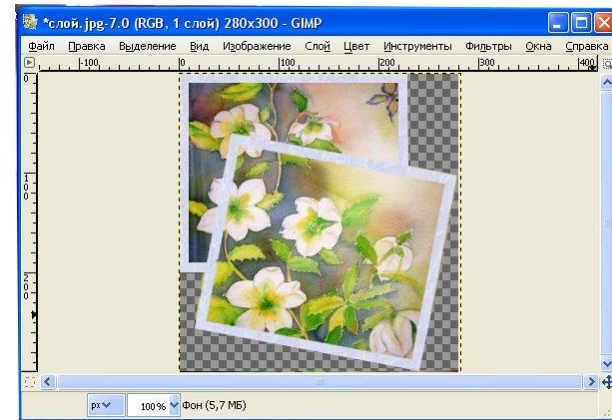 *слой.jpg-7.0 (RGB, 1 слой) 280x300 - GIMP
Файл Правка Выделение Вид Изображение Слой Цвет Инструменты Фильтры Окна Справка
-100 0 100 200 300 400
0
100
200
px 100% Фон (5,7 МБ)